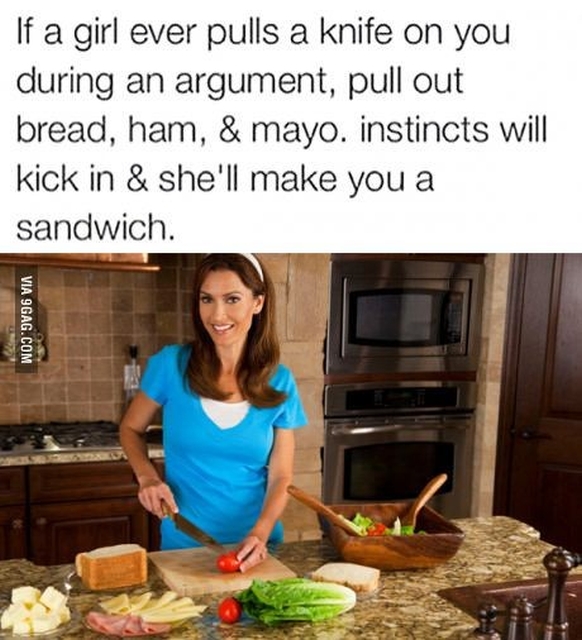 If a girl ever pulls a knife on you
during an argument, pull out
bread, ham, & mayo. instincts will
kick in & she'll make you a
sandwich.
VIA 9GAG.COM